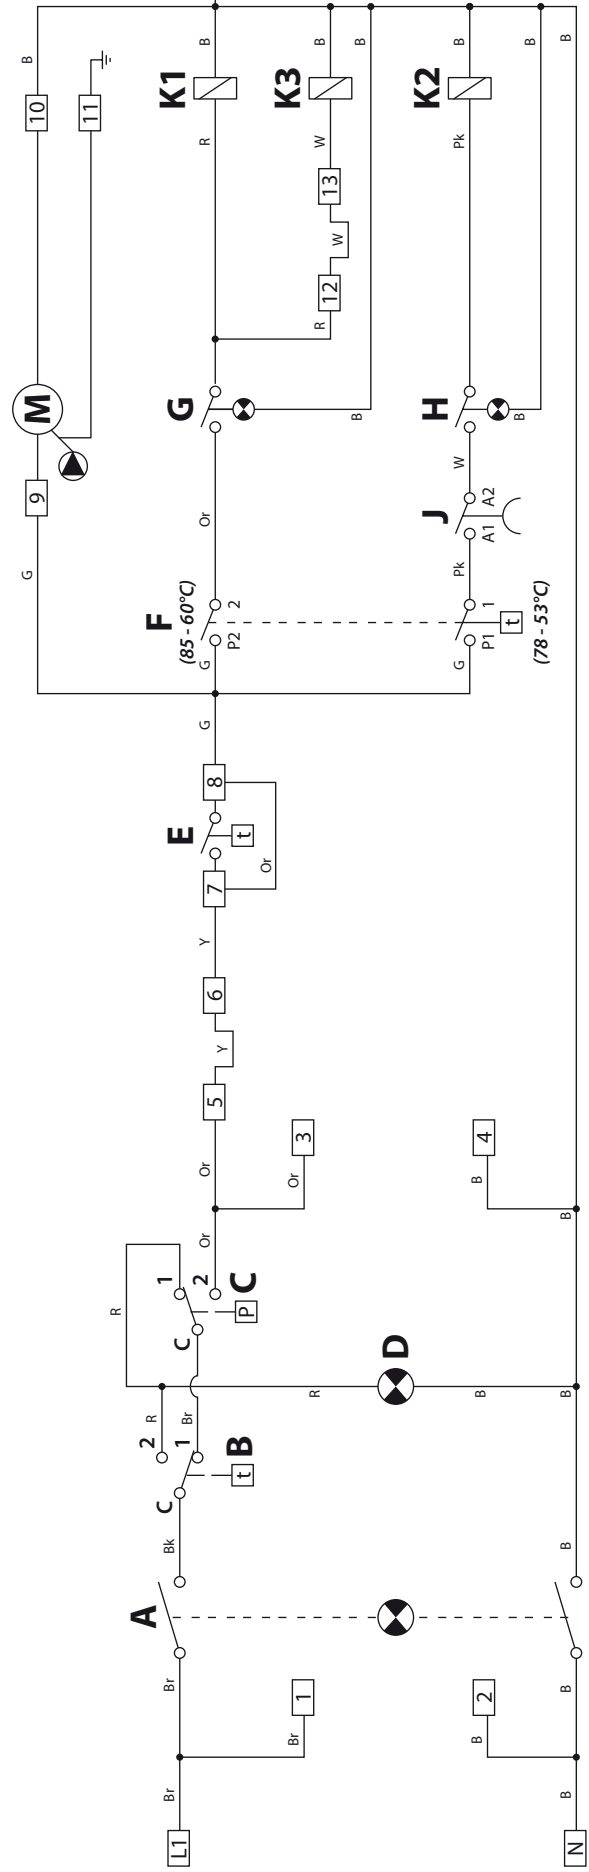 G B
9 M 10
11
R
A 2 R 1 F K1
L1 Br Br Bk C 1 C E (85 - 60°C) G
Br 2 Or Or Y G G Or R B
5 6 7 8 P2 2
B C Y t
t P Or
K3
Br Or R W B
1 3 12 W 13
R D
B B
K2
H
J
G Pk W Pk B
B B B
2 4 P1 1 A1 A2
t
B B
(78 - 53°C)
B B B B B B
N